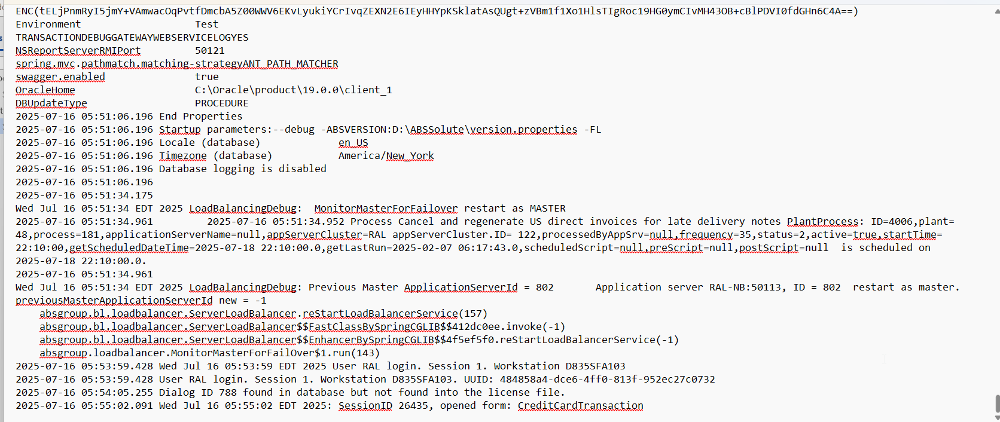 ENC(tELjPnmRyI5jmY+VAmwacOqPvtfDmcbA5Z00WWV6EKvLyukiYCrIvqZEXN2E6IEyHHYpKSklatAsQUgt+zVBm1f1Xo1HlsTIgRoc19HG0ymCIvMH43OB+cBlPDVI0fdGHn6C4A==)
Environment Test
TRANSACTIONDEBUGGATEWAYWEBSERVICELOGYES
NSReportServerRMIPort 50121
spring.mvc.pathmatch.matching-strategyANT_PATH_MATCHER
swagger.enabled true
OracleHome C:\Oracle\product\19.0.0\client_1
DBUpdateType PROCEDURE
2025-07-16 05:51:06.196 End Properties
2025-07-16 05:51:06.196 Startup parameters:--debug -ABSVERSION:D:\ABSSolute\version.properties -FL
2025-07-16 05:51:06.196 Locale (database) en_US
2025-07-16 05:51:06.196 Timezone (database) America/New_York
2025-07-16 05:51:06.196 Database logging is disabled
2025-07-16 05:51:06.196
2025-07-16 05:51:34.175
Wed Jul 16 05:51:34 EDT 2025 LoadBalancingDebug:  MonitorMasterForFailover restart as MASTER
2025-07-16 05:51:34.961 2025-07-16 05:51:34.952 Process Cancel and regenerate US direct invoices for late delivery notes PlantProcess: ID=4006,plant=
48,process=181,applicationServerName=null,appServerCluster=RAL appServerCluster.ID= 122,processedByAppSrv=null,frequency=35,status=2,active=true,startTime=
22:10:00,getScheduledDateTime=2025-07-18 22:10:00.0,getLastRun=2025-02-07 06:17:43.0,scheduledScript=null,preScript=null,postScript=null  is scheduled on
2025-07-18 22:10:00.0.
2025-07-16 05:51:34.961
Wed Jul 16 05:51:34 EDT 2025 LoadBalancingDebug: Previous Master ApplicationServerId = 802 Application server RAL-NB:50113, ID = 802  restart as master.
previousMasterApplicationServerId new = -1
absgroup.bl.loadbalancer.ServerLoadBalancer.reStartLoadBalancerService(157)
absgroup.bl.loadbalancer.ServerLoadBalancer$$FastClassBySpringCGLIB$$412dc0ee.invoke(-1)
absgroup.bl.loadbalancer.ServerLoadBalancer$$EnhancerBySpringCGLIB$$4f5ef5f0.reStartLoadBalancerService(-1)
absgroup.loadbalancer.MonitorMasterForFailOver$1.run(143)
2025-07-16 05:53:59.428 Wed Jul 16 05:53:59 EDT 2025 User RAL login. Session 1. Workstation D835SFA103
2025-07-16 05:53:59.428 User RAL login. Session 1. Workstation D835SFA103. UUID: 484858a4-dce6-4ff0-813f-952ec27c0732
2025-07-16 05:54:05.255 Dialog ID 788 found in database but not found into the license file.
2025-07-16 05:55:02.091 Wed Jul 16 05:55:02 EDT 2025: SessionID 26435, opened form: CreditCardTransaction